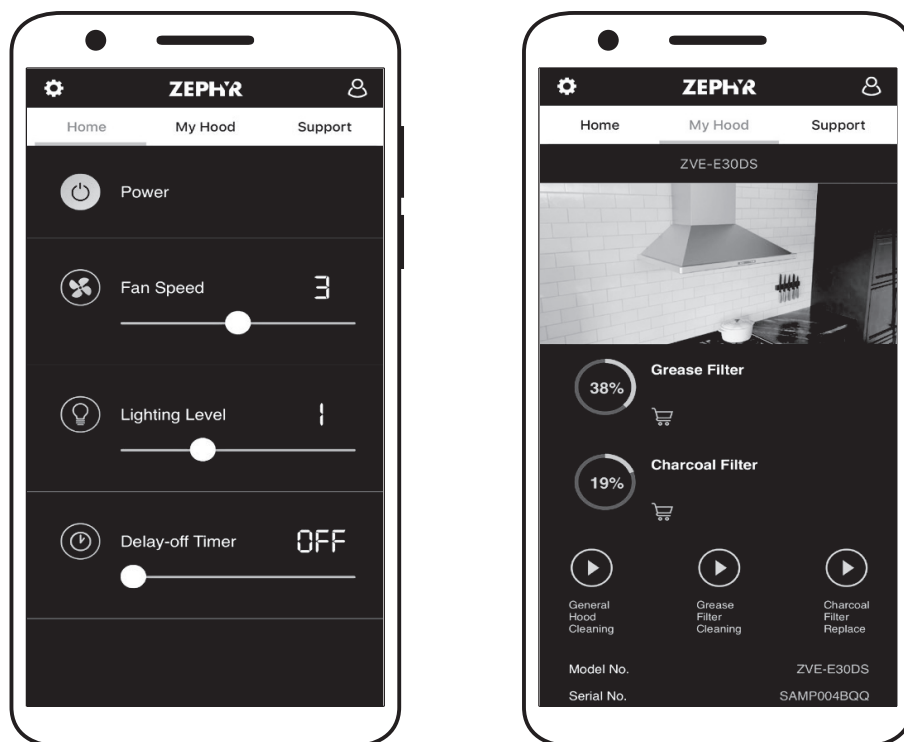 ZEPHYR
Home My Hood Support
Power
Fan Speed 3
Lighting Level 1
Delay-off Timer OFF
ZEPHYR
Home My Hood Support
ZVE-E30DS
38% Grease Filter
19% Charcoal Filter
General
Hood
Cleaning
Grease
Filter
Cleaning
Charcoal
Filter
Replace
Model No. ZVE-E30DS
Serial No. SAMP004BQQ